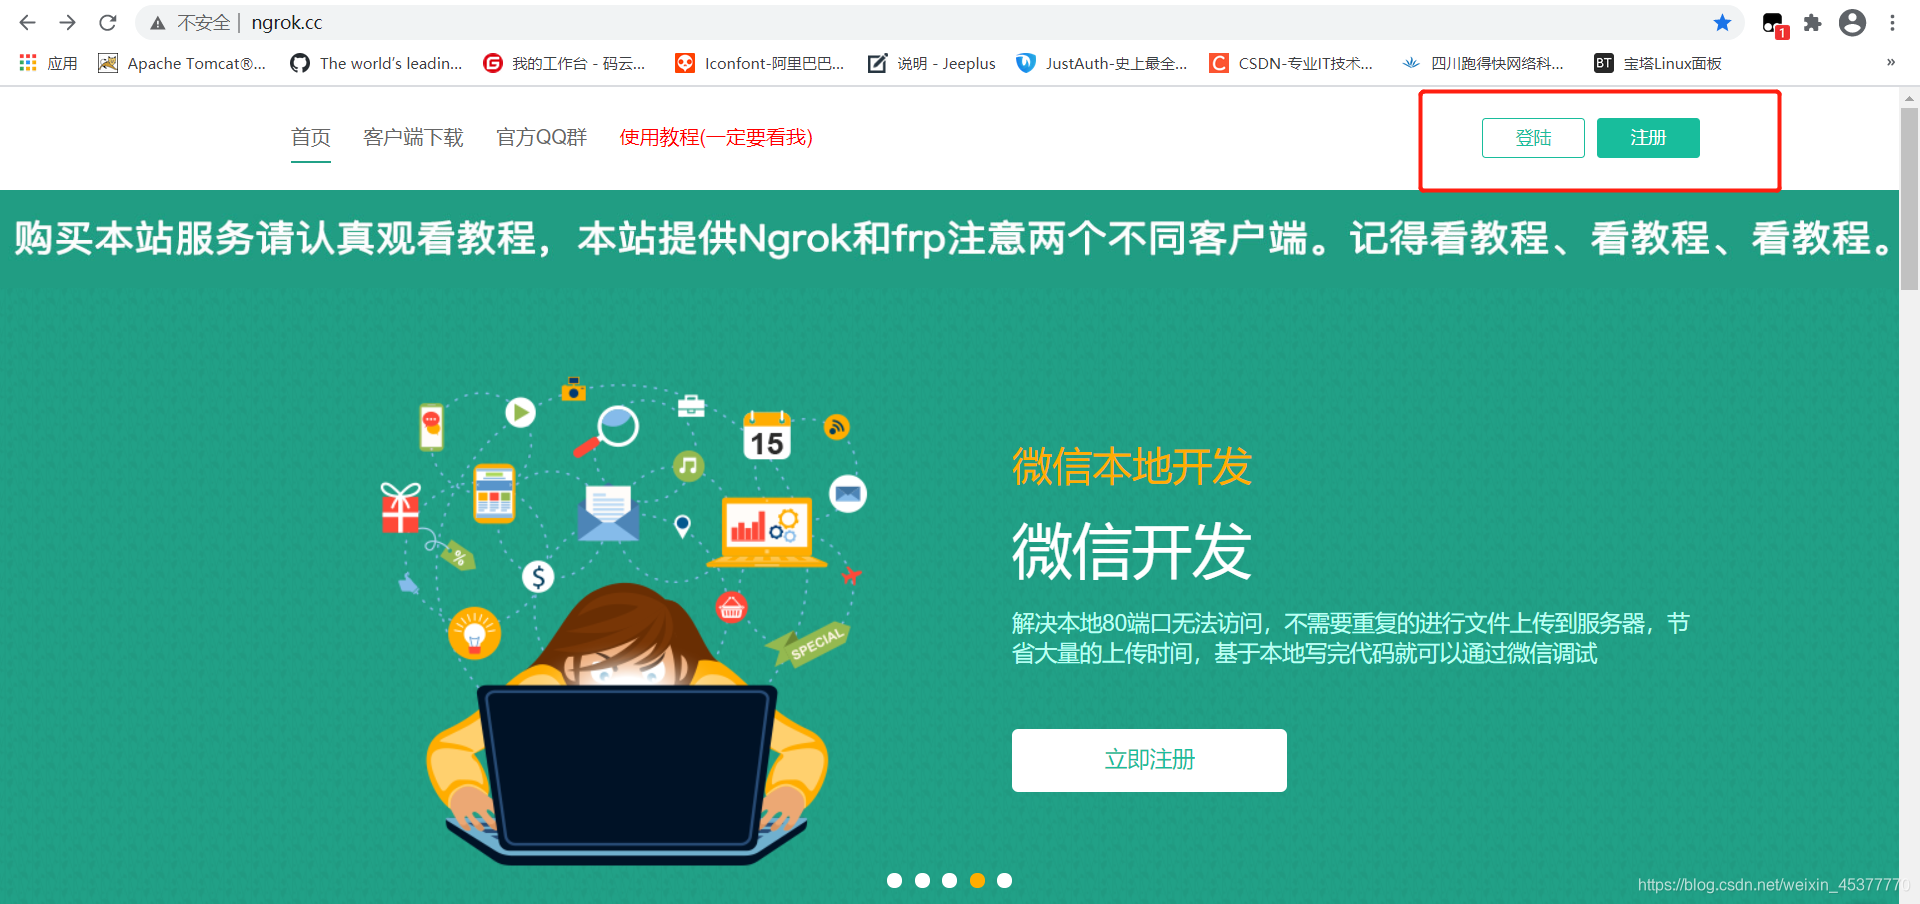 不安全 | ngrok.cc
1
应用 Apache Tomcat®... The world's leadin... 我的工作台 - 码云... Iconfont-阿里巴巴... 说明 - Jeeplus JustAuth-史上最全... CSDN-专业IT技术... 四川跑得快网络科... BT 宝塔Linux面板 »
首页 客户端下载 官方QQ群 使用教程(一定要看我) 登陆 注册
购买本站服务请认真观看教程，本站提供Ngrok和frp注意两个不同客户端。记得看教程、看教程、看教程。
15
%
$
SPECIAL
微信本地开发
微信开发
解决本地80端口无法访问，不需要重复的进行文件上传到服务器，节
省大量的上传时间，基于本地写完代码就可以通过微信调试
立即注册
https://blog.csdn.net/weixin_45377770